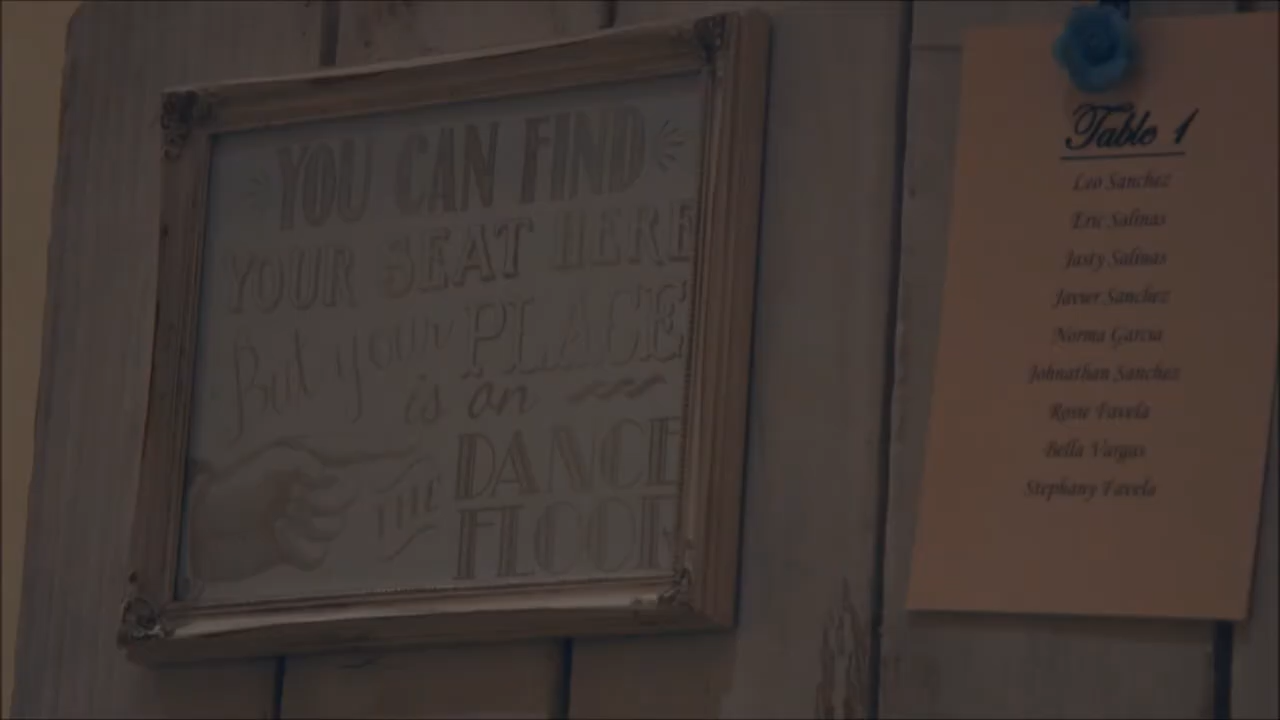 YOU CAN FIND
YOUR SEAT HERE
But your PLACE
is on
THE DANCE
FLOOR
Table 1
Leo Sanchez
Eric Salinas
Jasty Salinas
Javier Sanchez
Norma Garcia
Johnathan Sanchez
Rosie Favela
Bella Vargas
Stephany Favela